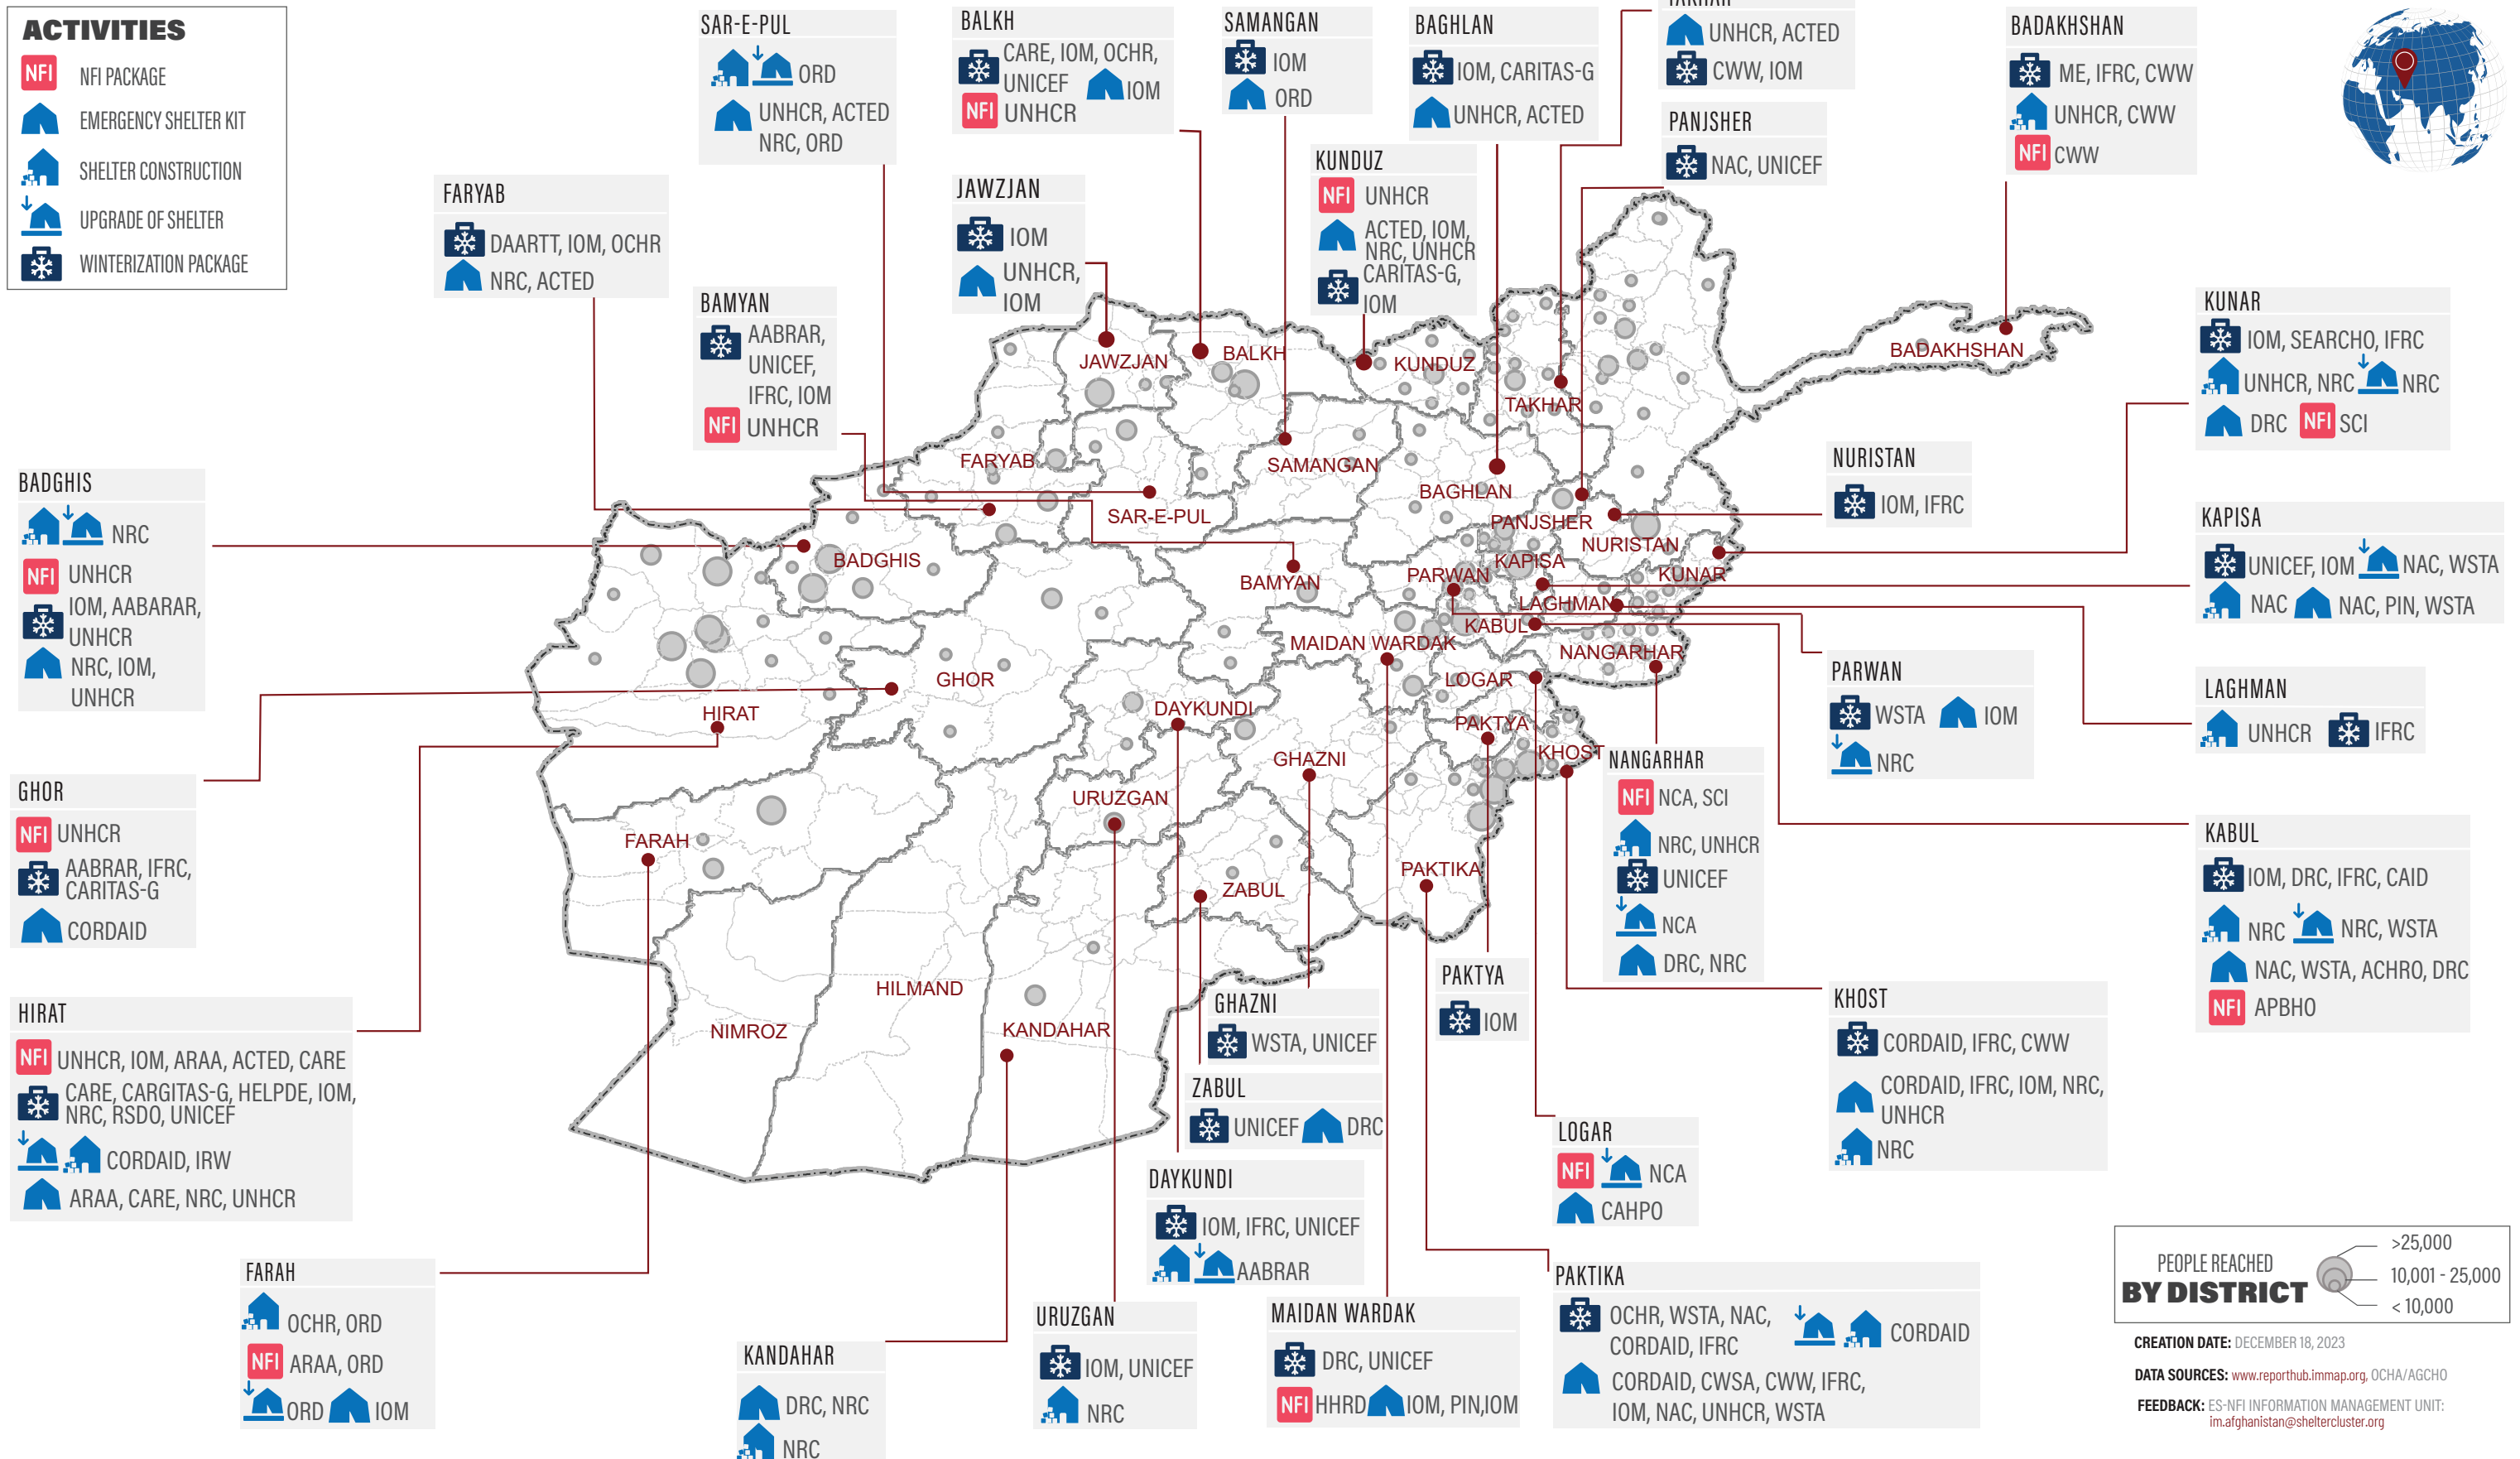 ACTIVITIES
NFI NFI PACKAGE
EMERGENCY SHELTER KIT
SHELTER CONSTRUCTION
UPGRADE OF SHELTER
WINTERIZATION PACKAGE
SAR-E-PUL
ORD
UNHCR, ACTED
NRC, ORD
BALKH
CARE, IOM, OCHR,
UNICEF
IOM
NFI UNHCR
SAMANGAN
IOM
ORD
BAGHLAN
IOM, CARITAS-G
UNHCR, ACTED
TAKHAR
UNHCR, ACTED
CWW, IOM
PANJSHER
NAC, UNICEF
BADAKHSHAN
ME, IFRC, CWW
UNHCR, CWW
NFI CWW
FARYAB
DAARTT, IOM, OCHR
NRC, ACTED
JAWZJAN
IOM
UNHCR,
IOM
KUNDUZ
NFI UNHCR
ACTED, IOM,
NRC, UNHCR
CARITAS-G,
IOM
BAMYAN
AABRAR,
UNICEF,
IFRC, IOM
NFI UNHCR
KUNAR
IOM, SEARCHO, IFRC
UNHCR, NRC NRC
DRC NFI SCI
NURISTAN
IOM, IFRC
BADGHIS
NRC
NFI UNHCR
IOM, AABARAR,
UNHCR
NRC, IOM,
UNHCR
KAPISA
UNICEF, IOM NAC, WSTA
NAC NAC, PIN, WSTA
PARWAN
WSTA IOM
NRC
LAGHMAN
UNHCR IFRC
GHOR
NFI UNHCR
AABRAR, IFRC,
CARITAS-G
CORDAID
NANGARHAR
NFI NCA, SCI
NRC, UNHCR
UNICEF
NCA
DRC, NRC
KABUL
IOM, DRC, IFRC, CAID
NRC NRC, WSTA
NAC, WSTA, ACHRO, DRC
NFI APBHO
HIRAT
NFI UNHCR, IOM, ARAA, ACTED, CARE
CARE, CARGITAS-G, HELPDE, IOM,
NRC, RSDO, UNICEF
CORDAID, IRW
ARAA, CARE, NRC, UNHCR
GHAZNI
WSTA, UNICEF
PAKTYA
IOM
KHOST
CORDAID, IFRC, CWW
CORDAID, IFRC, IOM, NRC,
UNHCR
NRC
ZABUL
UNICEF DRC
LOGAR
NFI NCA
CAHPO
DAYKUNDI
IOM, IFRC, UNICEF
AABRAR
FARAH
OCHR, ORD
NFI ARAA, ORD
ORD IOM
KANDAHAR
DRC, NRC
NRC
URUZGAN
IOM, UNICEF
NRC
MAIDAN WARDAK
DRC, UNICEF
NFI HHRD IOM, PIN,IOM
PAKTIKA
OCHR, WSTA, NAC,
CORDAID, IFRC
CORDAID
CORDAID, CWSA, CWW, IFRC,
IOM, NAC, UNHCR, WSTA
JAWZJAN
BALKH
KUNDUZ
BADAKHSHAN
TAKHAR
FARYAB
SAMANGAN
BAGHLAN
SAR-E-PUL
PANJSHER
NURISTAN
BADGHIS
KAPISA
BAMYAN
PARWAN
KUNAR
LAGHMAN
KABUL
MAIDAN WARDAK
NANGARHAR
GHOR
LOGAR
HIRAT
DAYKUNDI
PAKTYA
KHOST
GHAZNI
URUZGAN
FARAH
PAKTIKA
ZABUL
HILMAND
NIMROZ
KANDAHAR
PEOPLE REACHED
BY DISTRICT
>25,000
10,001 - 25,000
< 10,000
CREATION DATE: DECEMBER 18, 2023
DATA SOURCES: www.reporthub.immap.org, OCHA/AGCHO
FEEDBACK: ES-NFI INFORMATION MANAGEMENT UNIT:
im.afghanistan@sheltercluster.org